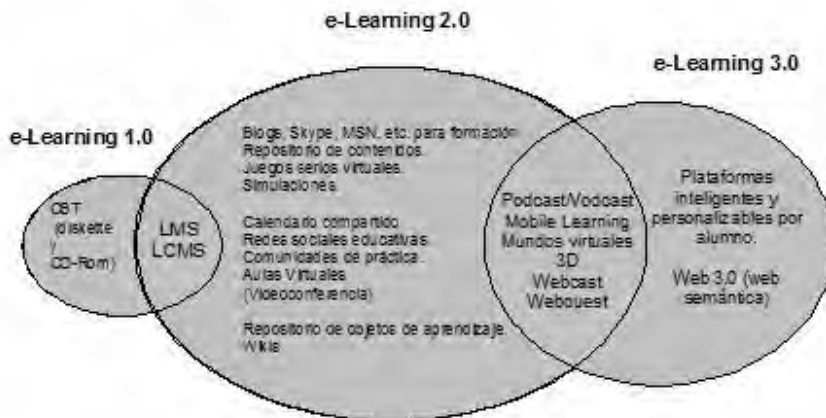 e-Learning 2.0
e-Learning 3.0
e-Learning 1.0
CBT
(diskette
y
CD-Rom)
LMS
LCMS
Blogs, Skype, MSN, etc. para formación
Repositorio de contenidos.
Juegos serios virtuales.
Simulaciones.
Calendario compartido
Redes sociales educativas.
Comunidades de práctica.
Aulas Virtuales
(Videoconferencia)
Repositorio de objetos de aprendizaje.
Wikis
Podcast/Vodcast
Mobile Learning
Mundos virtuales
3D
Webcast
Webquest
Plataformas
inteligentes y
personalizables por
alumno.
Web 3.0 (web
semántica)